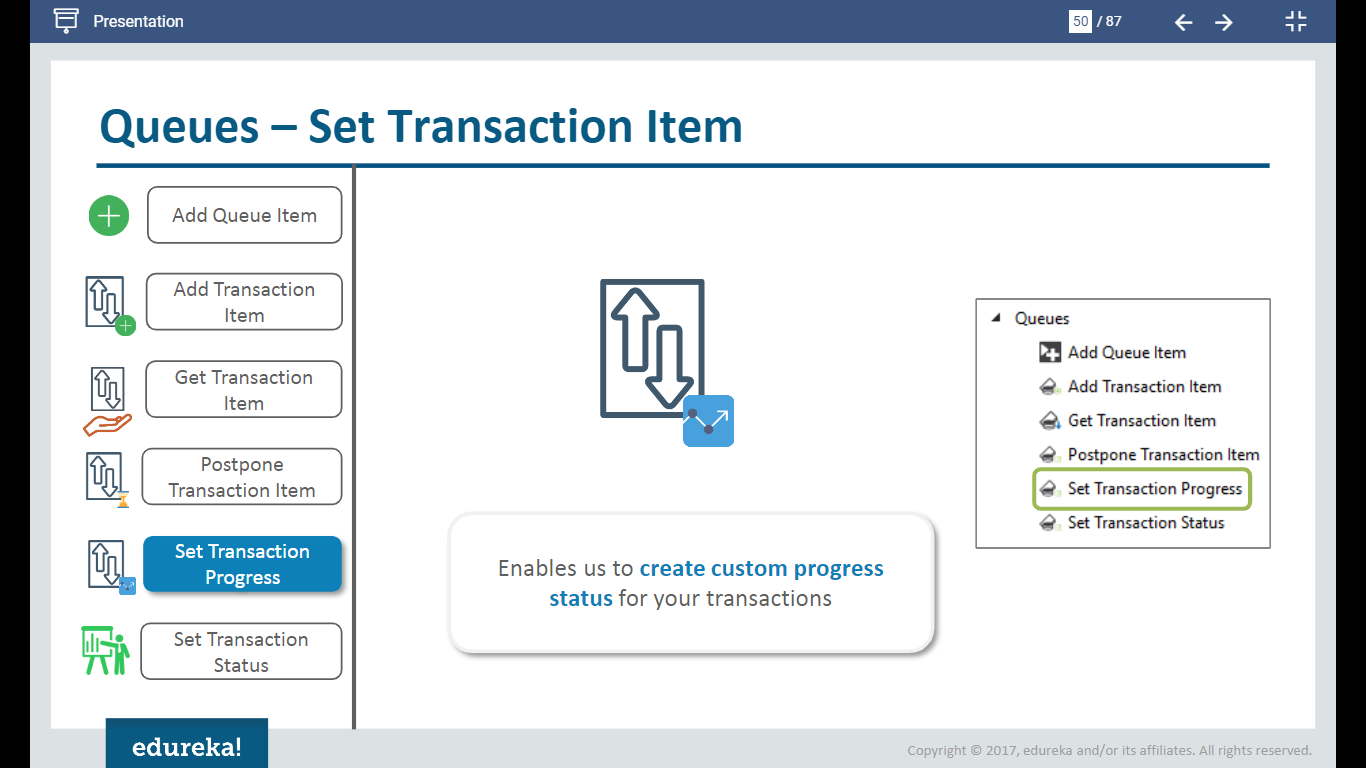 Presentation
50 / 87
Queues – Set Transaction Item
Add Queue Item
Add Transaction
Item
Get Transaction
Item
Postpone
Transaction Item
Set Transaction
Progress
Set Transaction
Status
Enables us to create custom progress
status for your transactions
Queues
Add Queue Item
Add Transaction Item
Get Transaction Item
Postpone Transaction Item
Set Transaction Progress
Set Transaction Status
edureka!
Copyright © 2017, edureka and/or its affiliates. All rights reserved.